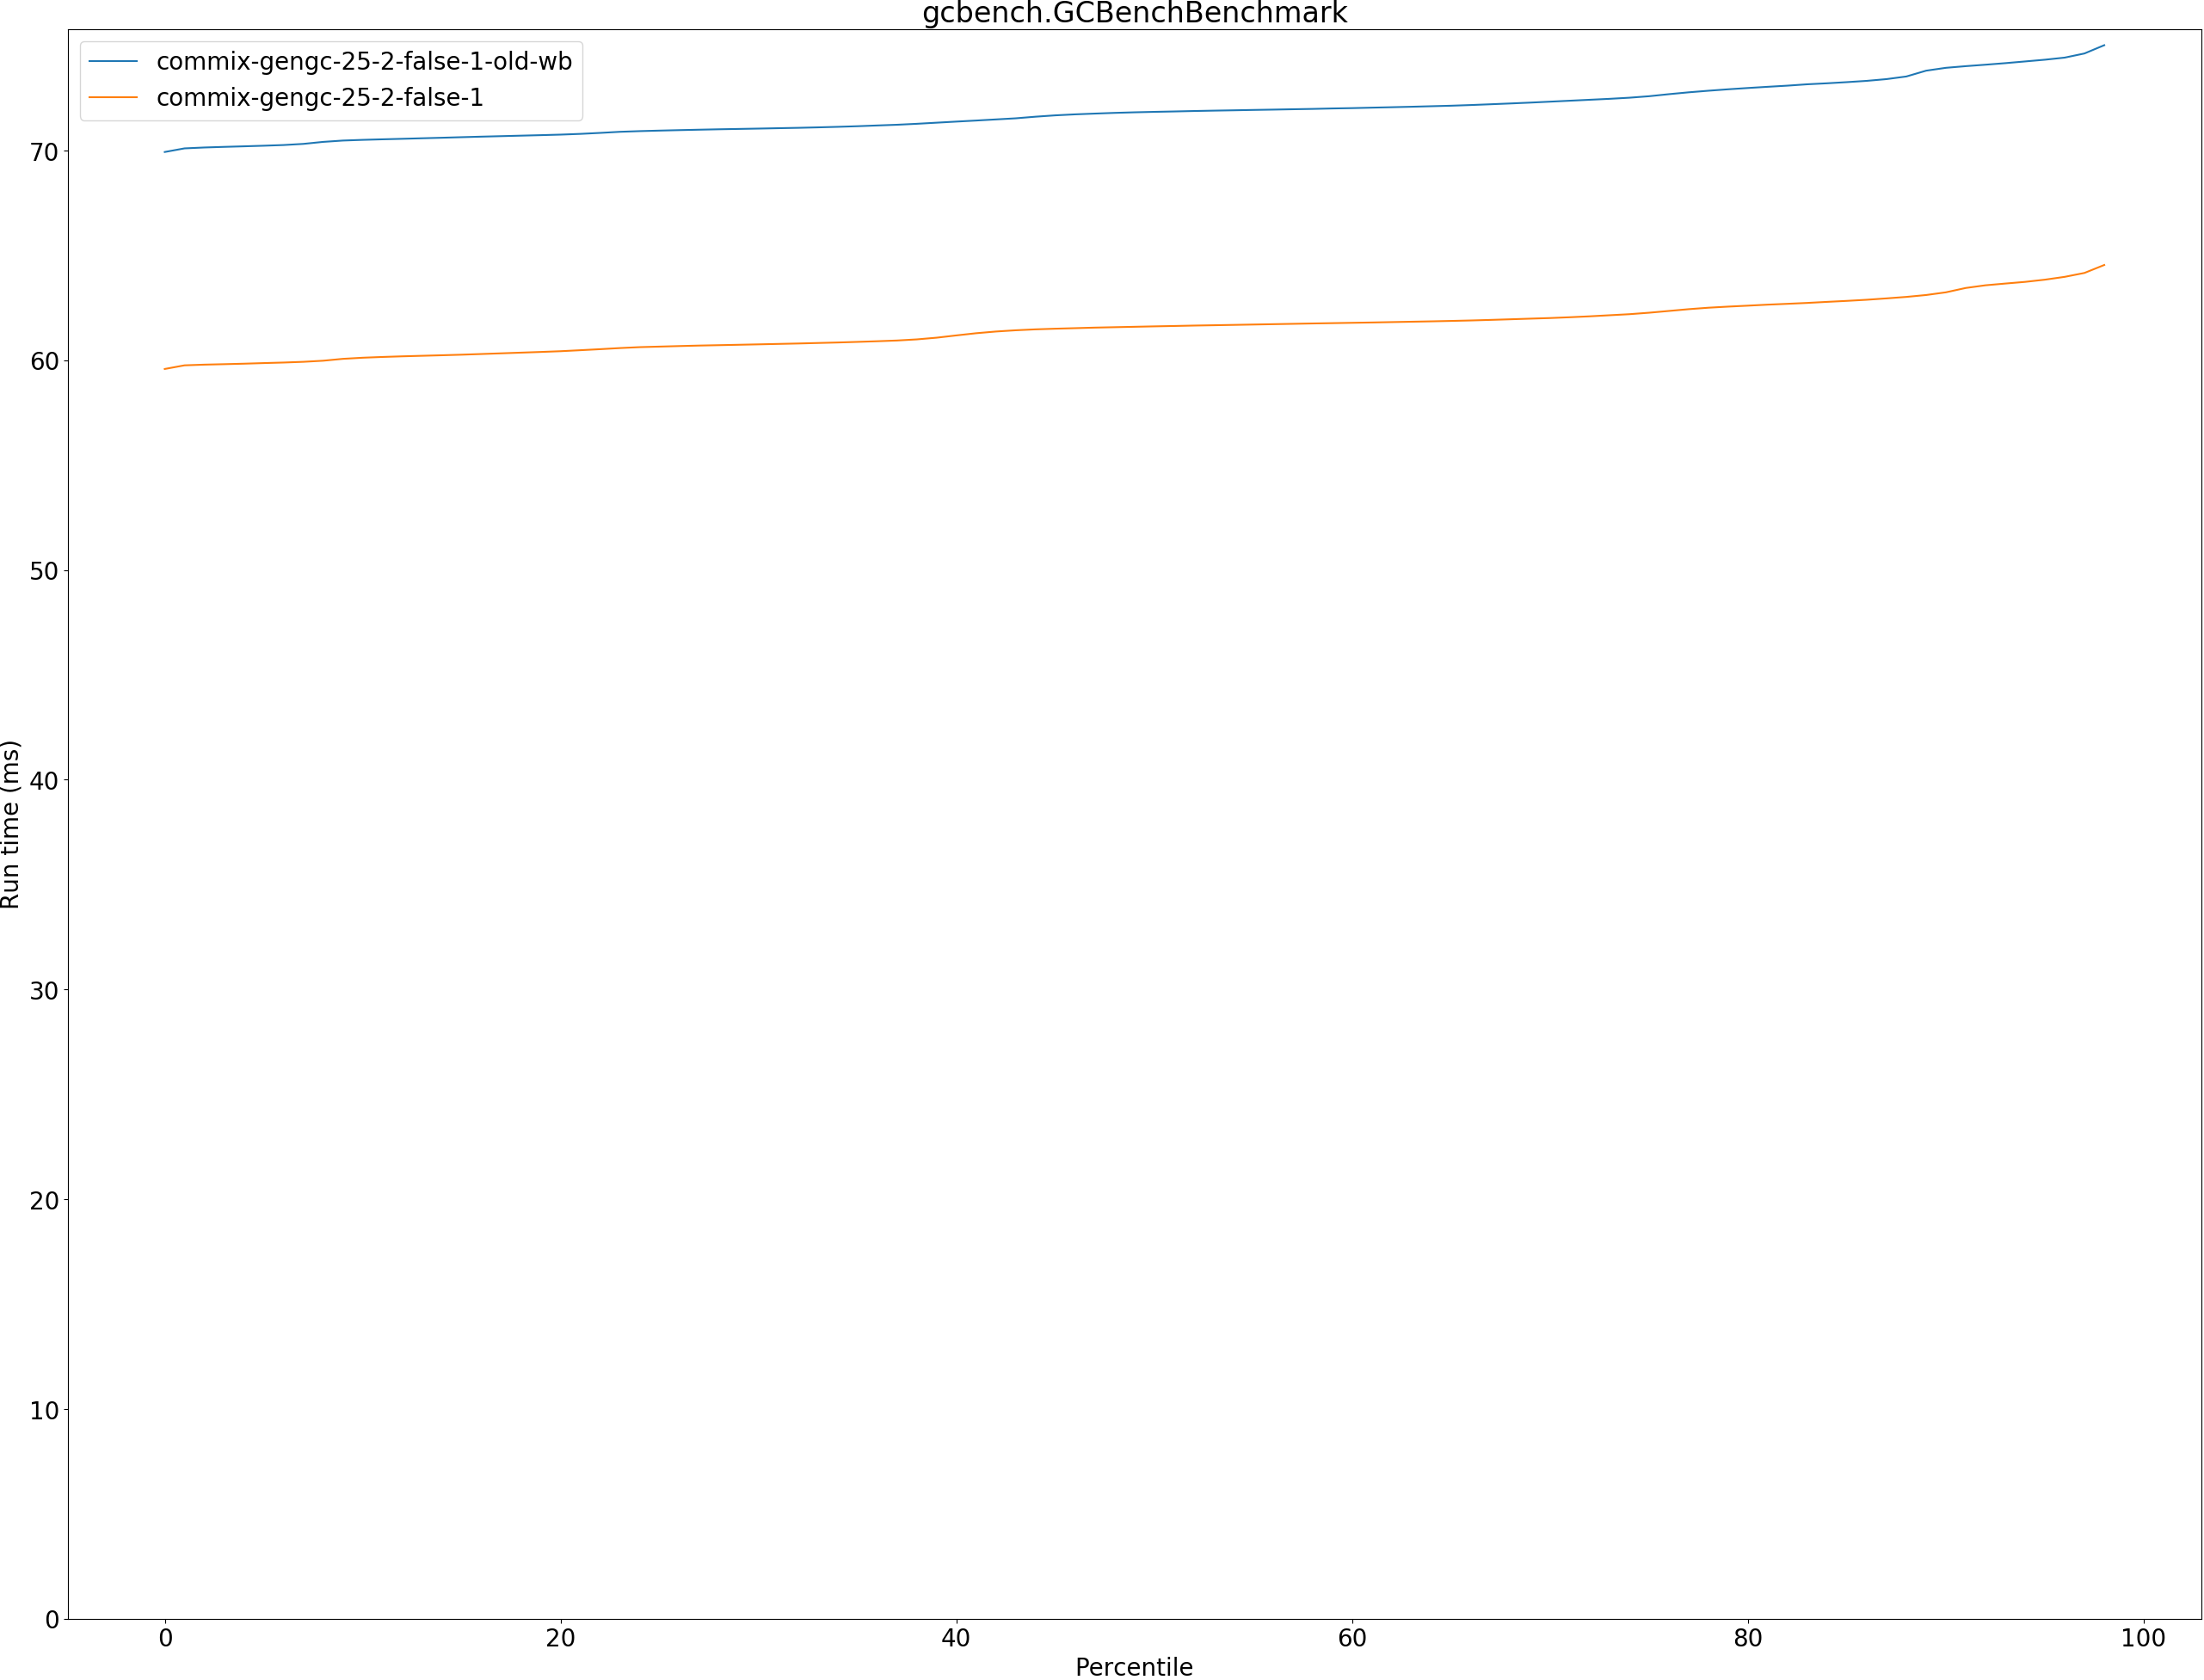 gcbench.GCBenchBenchmark
commix-gengc-25-2-false-1-old-wb
commix-gengc-25-2-false-1
Run time (ms)
70
60
50
40
30
20
10
0
0 20 40 60 80 100
Percentile